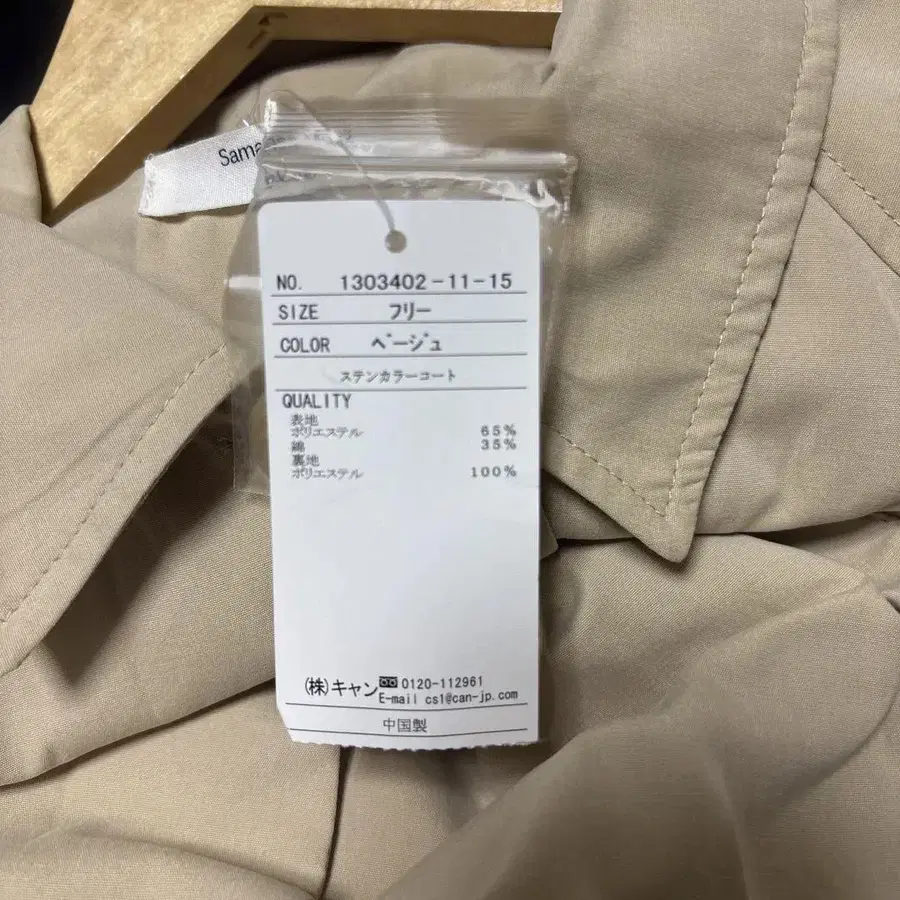 Sama
NO. 1303402-11-15
SIZE フリー
COLOR ベージュ
ステンカラーコート
QUALITY
表地
ポリエステル 65%
綿 35%
裏地
ポリエステル 100%
(株)キャン 0120-112961
E-mail cs1@can-jp.com
中国製